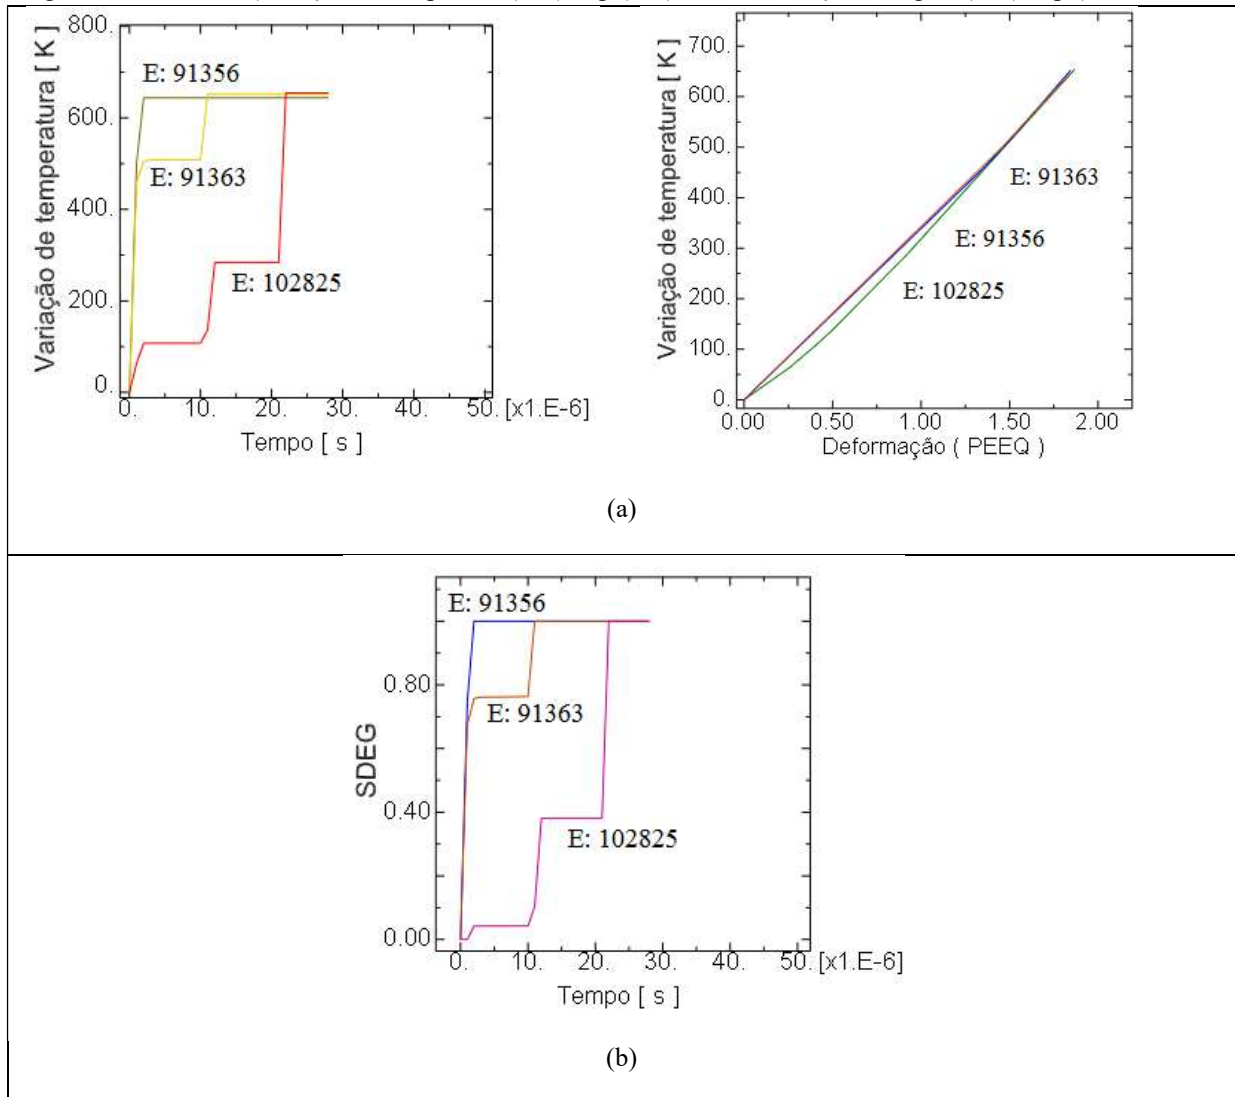 Variação de temperatura [ K ]
800.
600.
400.
200.
0.
E: 91356
E: 91363
E: 102825
0. 10. 20. 30. 40. 50. [x1.E-6]
Tempo [ s ]
Variação de temperatura [ K ]
700.
600.
500.
400.
300.
200.
100.
0.
E: 91363
E: 91356
E: 102825
0.00 0.50 1.00 1.50 2.00
Deformação ( PEEQ )
(a)
SDEG
0.80
0.40
0.00
E: 91356
E: 91363
E: 102825
0. 10. 20. 30. 40. 50. [x1.E-6]
Tempo [ s ]
(b)